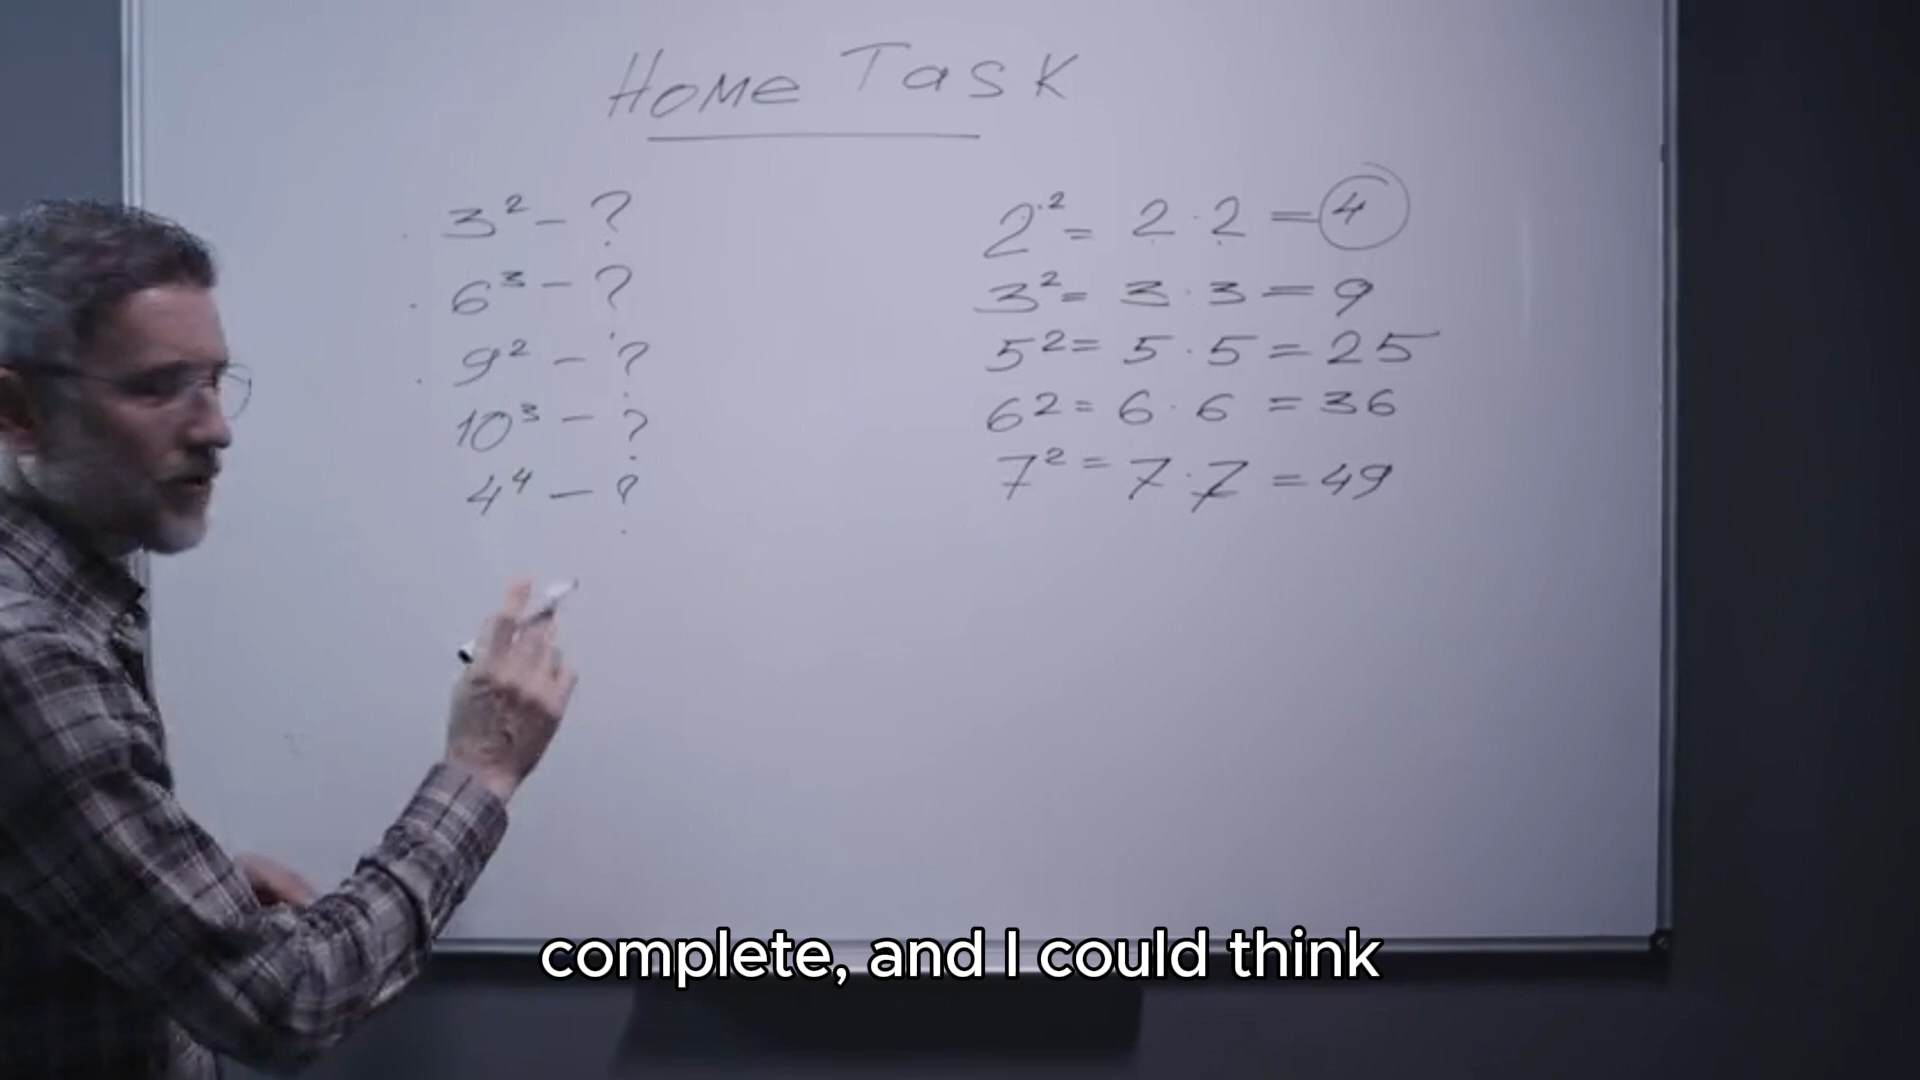 Home Task
3² - ?
6³ - ?
9² - ?
10³ - ?
4⁴ - ?
2² = 2 · 2 = 4
3² = 3 · 3 = 9
5² = 5 · 5 = 25
6² = 6 · 6 = 36
7² = 7 · 7 = 49
complete, and I could think